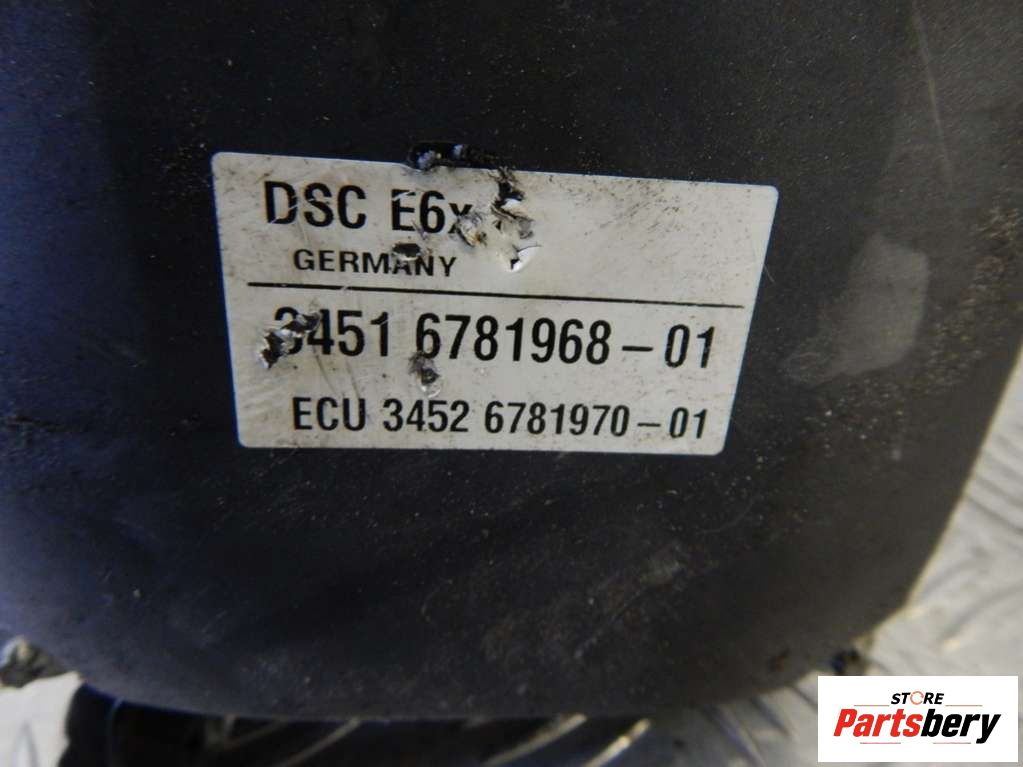 DSC E6x
GERMANY
3451 6781968-01
ECU 3452 6781970-01
STORE
Partsbery